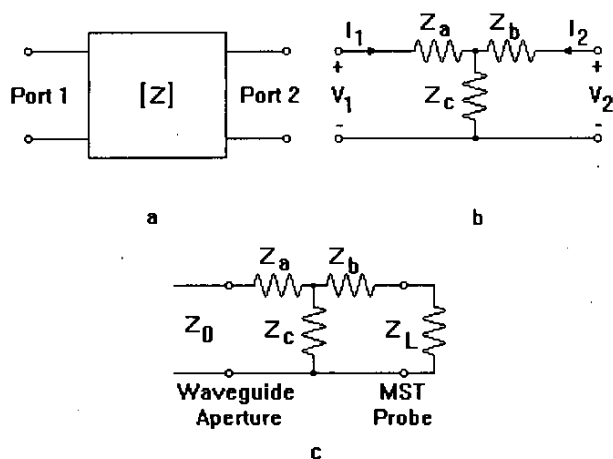 Port 1
[Z]
Port 2
a
I1
Za
Zb
I2
+
V1
-
Zc
+
V2
-
b
Za
Zb
Z0
Zc
ZL
Waveguide
Aperture
MST
Probe
c